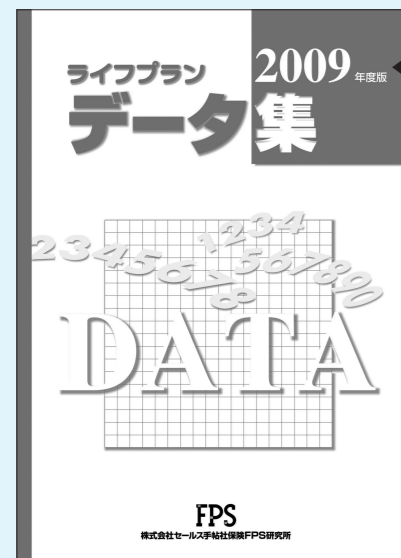 ライフプラン
2009年度版
データ集
1234
2345678
567890
DATA
FPS
株式会社セールス手帖社保険FPS研究所